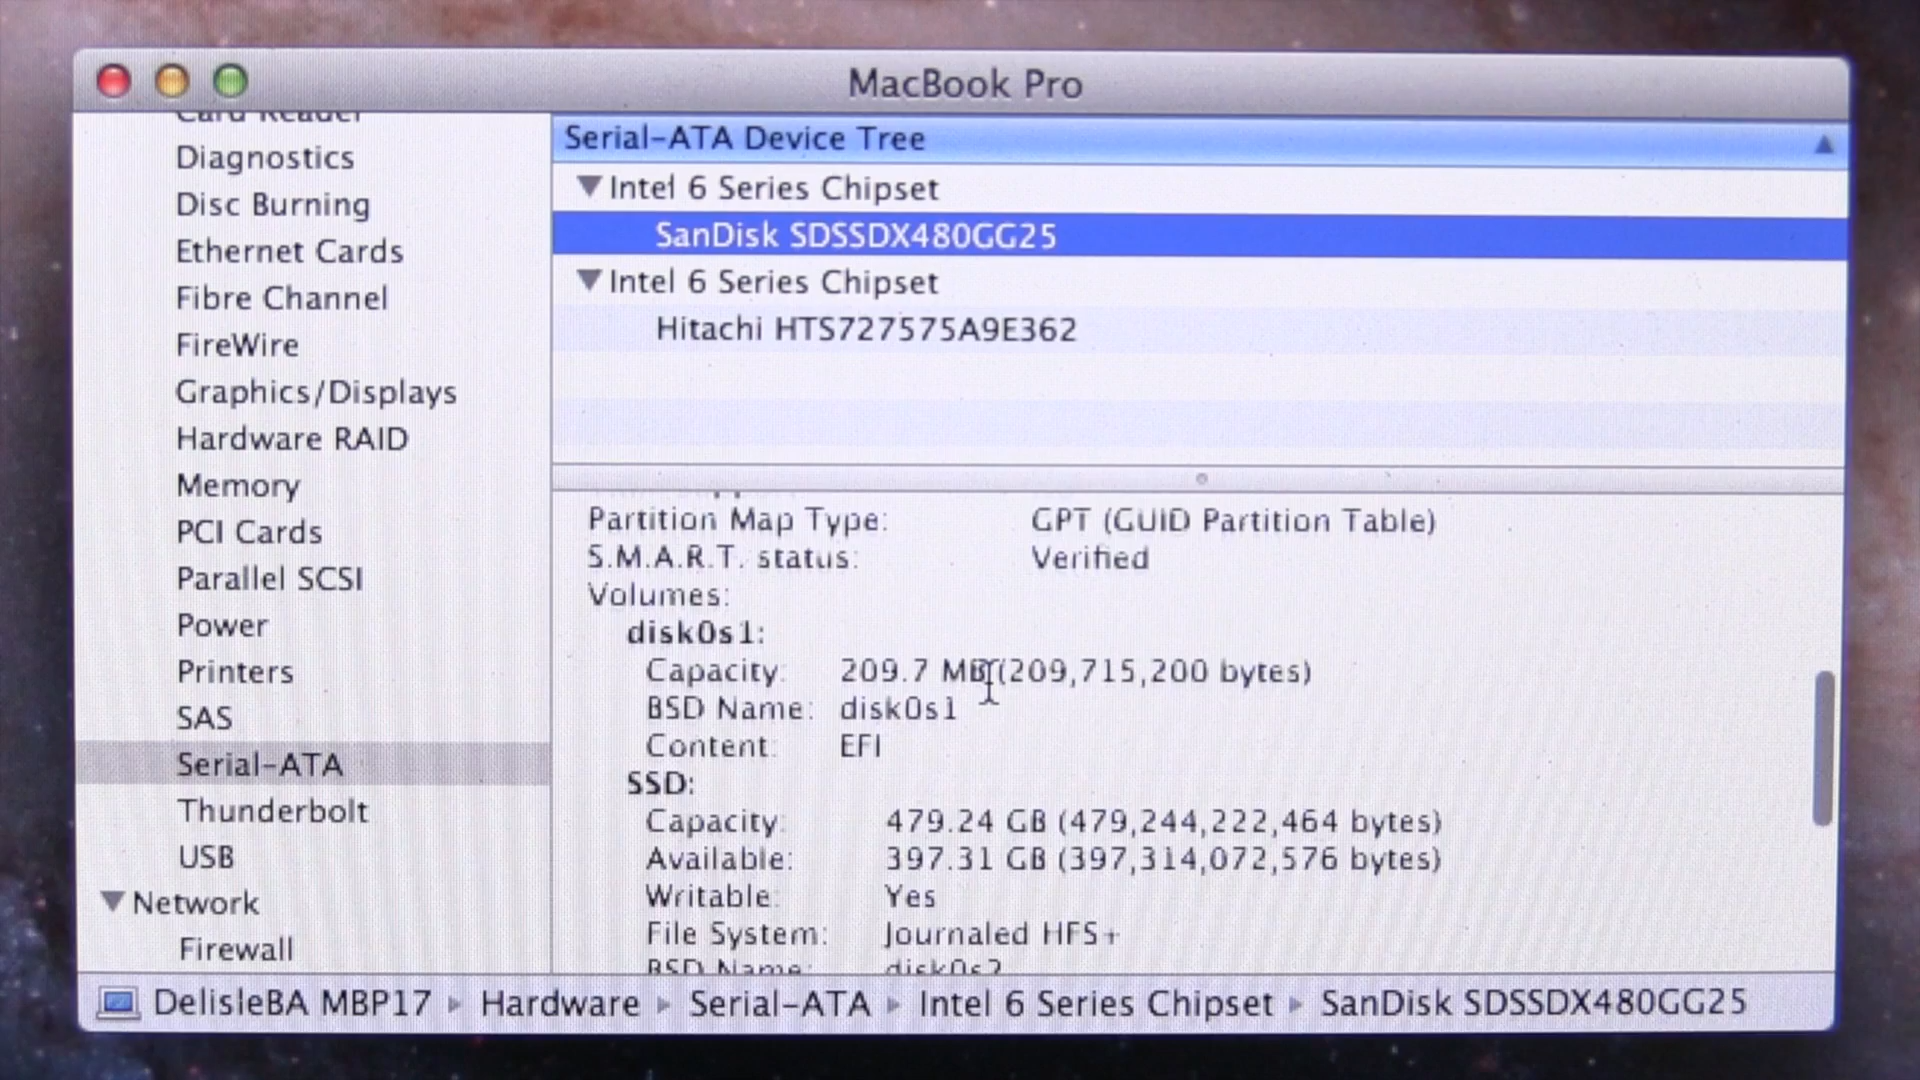 MacBook Pro
Card Reader
Diagnostics
Disc Burning
Ethernet Cards
Fibre Channel
FireWire
Graphics/Displays
Hardware RAID
Memory
PCI Cards
Parallel SCSI
Power
Printers
SAS
Serial-ATA
Thunderbolt
USB
Network
Firewall
Serial-ATA Device Tree
Intel 6 Series Chipset
SanDisk SDSSDX480GG25
Intel 6 Series Chipset
Hitachi HTS727575A9E362
Partition Map Type: GPT (GUID Partition Table)
S.M.A.R.T. status: Verified
Volumes:
disk0s1:
Capacity: 209.7 MB (209,715,200 bytes)
BSD Name: disk0s1
Content: EFI
SSD:
Capacity: 479.24 GB (479,244,222,464 bytes)
Available: 397.31 GB (397,314,072,576 bytes)
Writable: Yes
File System: Journaled HFS+
BSD Name: disk0s2
DelisleBA MBP17 ▸ Hardware ▸ Serial-ATA ▸ Intel 6 Series Chipset ▸ SanDisk SDSSDX480GG25